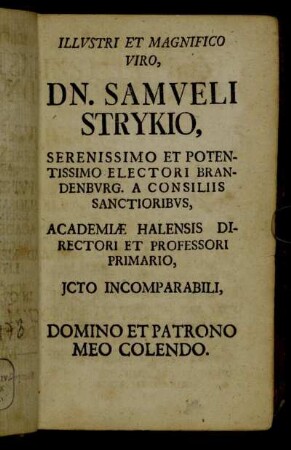 ILLVSTRI ET MAGNIFICO
VIRO,
DN. SAMVELI
STRYKIO,
SERENISSIMO ET POTEN-
TISSIMO ELECTORI BRAN-
DENBVRG. A CONSILIIS
SANCTIORIBVS,
ACADEMIÆ HALENSIS DI-
RECTORI ET PROFESSORI
PRIMARIO,
JCTO INCOMPARABILI,
DOMINO ET PATRONO
MEO COLENDO.